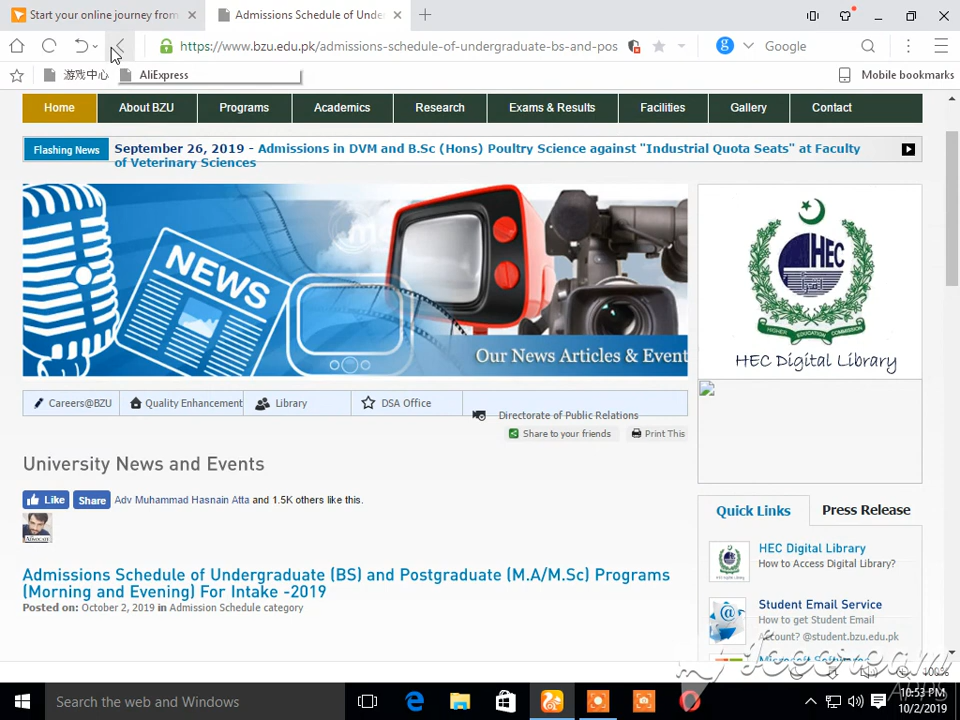 Start your online journey from
Admissions Schedule of Unde
https://www.bzu.edu.pk/admissions-schedule-of-undergraduate-bs-and-pos
Google
游戏中心
AliExpress
Mobile bookmarks
Home
About BZU
Programs
Academics
Research
Exams & Results
Facilities
Gallery
Contact
Flashing News
September 26, 2019 - Admissions in DVM and B.Sc (Hons) Poultry Science against "Industrial Quota Seats" at Faculty
of Veterinary Sciences
NEWS
Our News Articles & Event
HEC
HIGHER EDUCATION COMMISSION
HEC Digital Library
Careers@BZU
Quality Enhancement
Library
DSA Office
Directorate of Public Relations
Share to your friends
Print This
University News and Events
Like
Share
Adv Muhammad Hasnain Atta and 1.5K others like this.
ADVOCATE
Admissions Schedule of Undergraduate (BS) and Postgraduate (M.A/M.Sc) Programs
(Morning and Evening) For Intake -2019
Posted on: October 2, 2019 in Admission Schedule category
Quick Links
Press Release
HEC Digital Library
How to Access Digital Library?
Student Email Service
How to get Student Email
Account? @student.bzu.edu.pk
100%
Icecream
APPS
Search the web and Windows
10:53 PM
10/2/2019